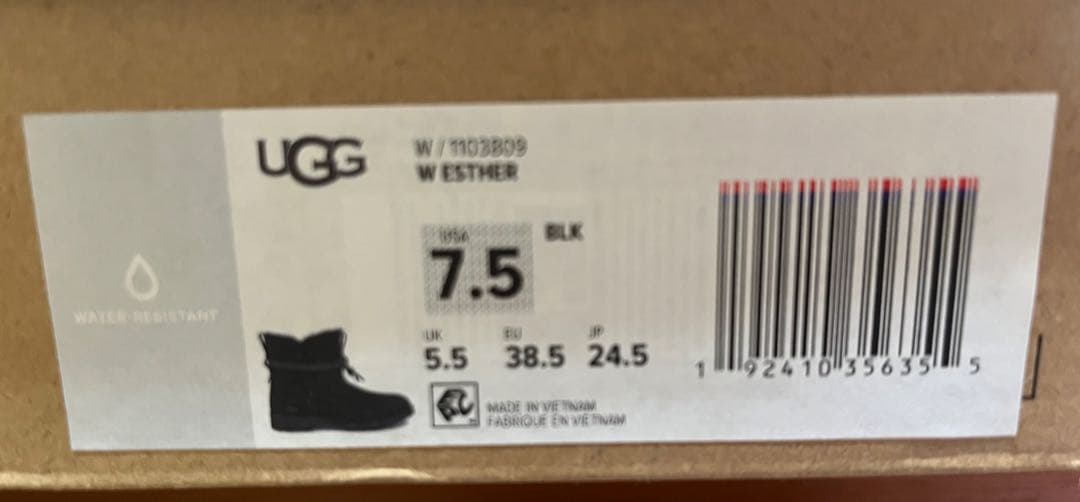 WATER-RESISTANT
UGG
W / 1103809
W ESTHER
USA
7.5
BLK
UK
5.5
EU
38.5
JP
24.5
MADE IN VIETNAM
FABRIQUÉ EN VIETNAM
1 92410 35635 5